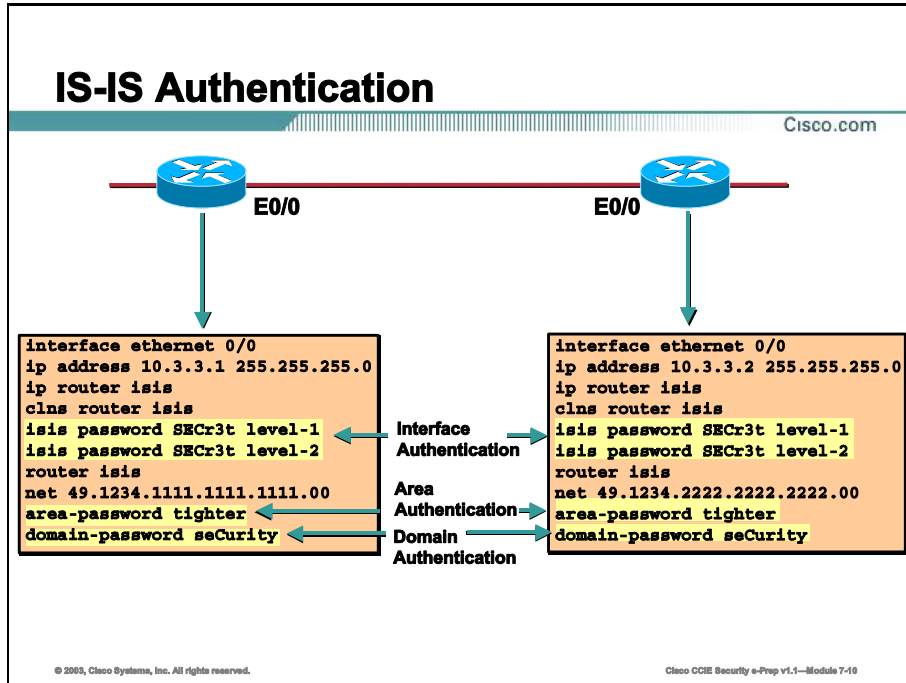 IS-IS Authentication
Cisco.com
E0/0
E0/0
interface ethernet 0/0
ip address 10.3.3.1 255.255.255.0
ip router isis
clns router isis
isis password SECr3t level-1
isis password SECr3t level-2
router isis
net 49.1234.1111.1111.1111.00
area-password tighter
domain-password seCurity
Interface
Authentication
Area
Authentication
Domain
Authentication
interface ethernet 0/0
ip address 10.3.3.2 255.255.255.0
ip router isis
clns router isis
isis password SECr3t level-1
isis password SECr3t level-2
router isis
net 49.1234.2222.2222.2222.00
area-password tighter
domain-password seCurity
© 2003, Cisco Systems, Inc. All rights reserved.
Cisco CCIE Security e-Prep v1.1—Module 7-10